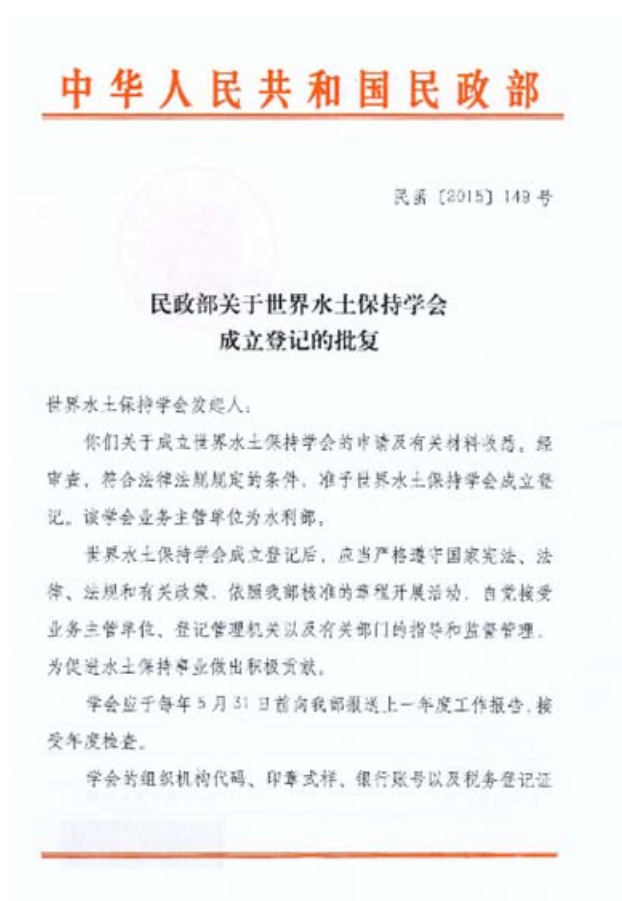 中华人民共和国民政部
民函〔2015〕149号
民政部关于世界水土保持学会
成立登记的批复
世界水土保持学会发起人：
你们关于成立世界水土保持学会的申请及有关材料收悉。经
审查，符合法律法规规定的条件，准予世界水土保持学会成立登
记。该学会业务主管单位为水利部。
世界水土保持学会成立登记后，应当严格遵守国家宪法、法
律、法规和有关政策，依照我部核准的章程开展活动，自觉接受
业务主管单位、登记管理机关以及有关部门的指导和监督管理，
为促进水土保持事业做出积极贡献。
学会应于每年5月31日前向我部报送上一年度工作报告，接
受年度检查。
学会的组织机构代码、印章式样、银行账号以及税务登记证